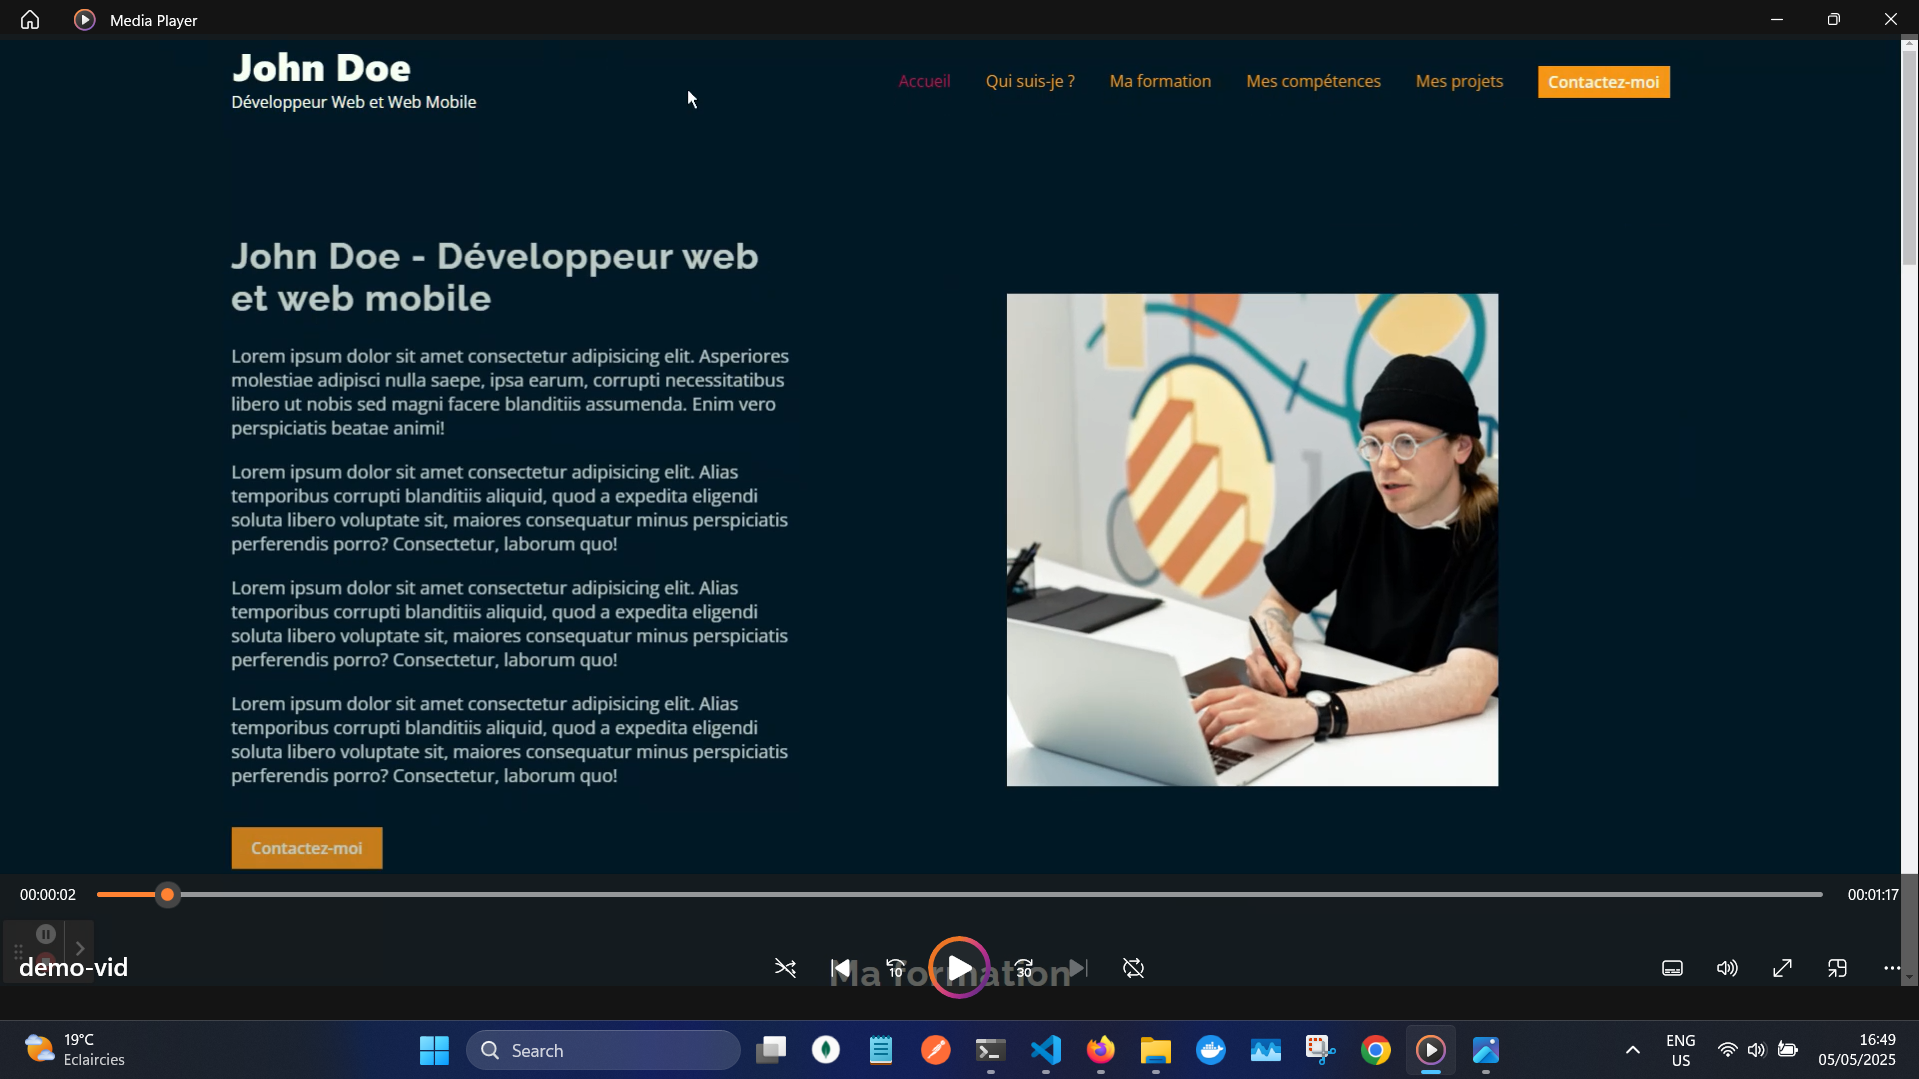 Media Player
John Doe
Développeur Web et Web Mobile
Accueil
Qui suis-je ?
Ma formation
Mes compétences
Mes projets
Contactez-moi
John Doe - Développeur web
et web mobile
Lorem ipsum dolor sit amet consectetur adipisicing elit. Asperiores
molestiae adipisci nulla saepe, ipsa earum, corrupti necessitatibus
libero ut nobis sed magni facere blanditiis assumenda. Enim vero
perspiciatis beatae animi!
Lorem ipsum dolor sit amet consectetur adipisicing elit. Alias
temporibus corrupti blanditiis aliquid, quod a expedita eligendi
soluta libero voluptate sit, maiores consequatur minus perspiciatis
perferendis porro? Consectetur, laborum quo!
Lorem ipsum dolor sit amet consectetur adipisicing elit. Alias
temporibus corrupti blanditiis aliquid, quod a expedita eligendi
soluta libero voluptate sit, maiores consequatur minus perspiciatis
perferendis porro? Consectetur, laborum quo!
Lorem ipsum dolor sit amet consectetur adipisicing elit. Alias
temporibus corrupti blanditiis aliquid, quod a expedita eligendi
soluta libero voluptate sit, maiores consequatur minus perspiciatis
perferendis porro? Consectetur, laborum quo!
Contactez-moi
00:00:02
00:01:17
demo-vid
10
30
Ma formation
19°C
Eclaircies
Search
ENG
US
16:49
05/05/2025